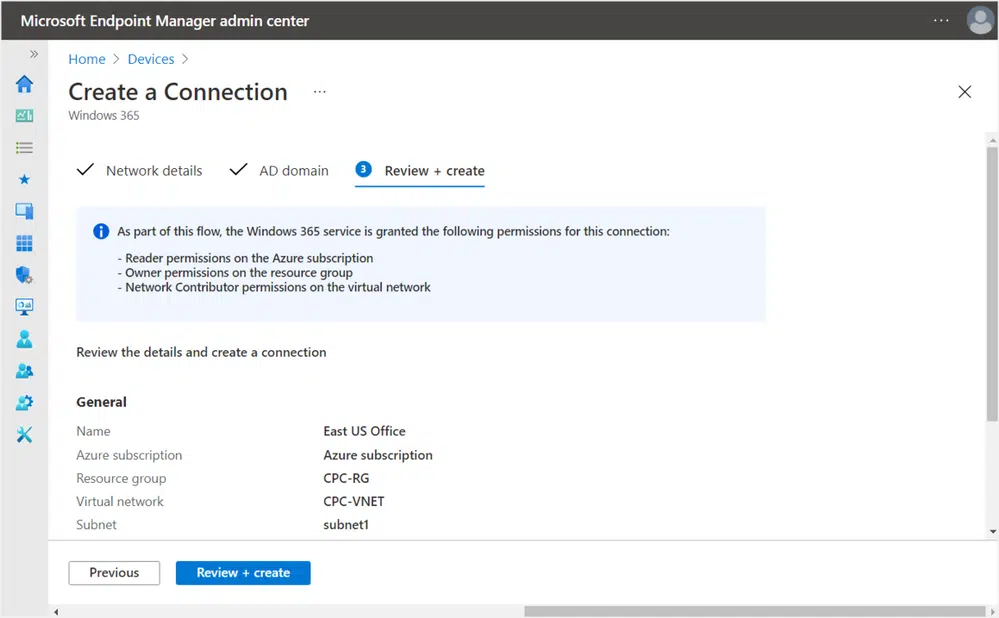 Microsoft Endpoint Manager admin center
Home > Devices >
Create a Connection ...
Windows 365
Network details AD domain 3 Review + create
As part of this flow, the Windows 365 service is granted the following permissions for this connection:
- Reader permissions on the Azure subscription
- Owner permissions on the resource group
- Network Contributor permissions on the virtual network
Review the details and create a connection
General
Name East US Office
Azure subscription Azure subscription
Resource group CPC-RG
Virtual network CPC-VNET
Subnet subnet1
Previous Review + create